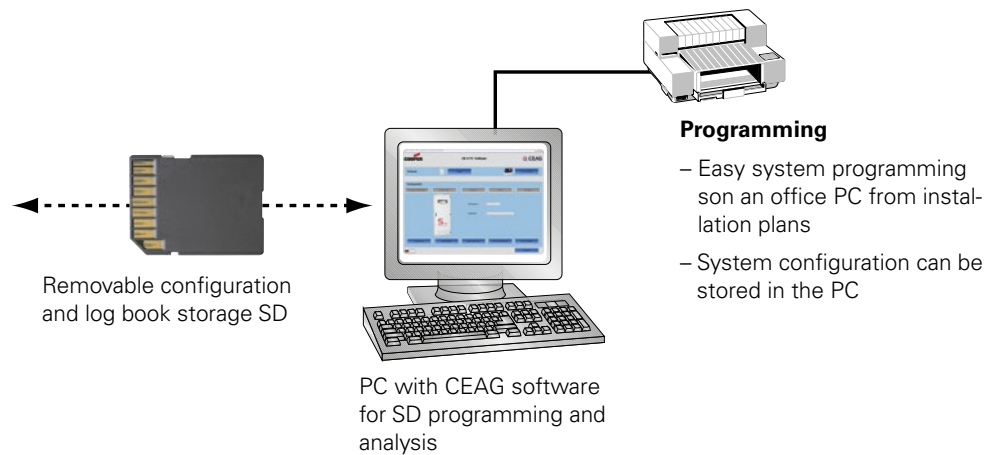 Programming
– Easy system programming
son an office PC from instal-
lation plans
– System configuration can be
stored in the PC
Removable configuration
and log book storage SD
PC with CEAG software
for SD programming and
analysis
CEAG